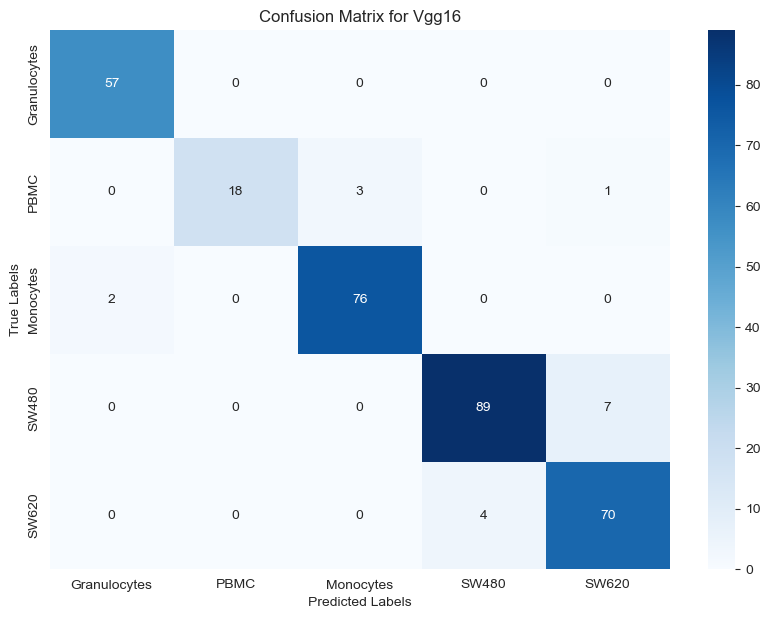 Confusion Matrix for Vgg16
True Labels
Granulocytes 57 0 0 0 0
PBMC 0 18 3 0 1
Monocytes 2 0 76 0 0
SW480 0 0 0 89 7
SW620 0 0 0 4 70
Granulocytes PBMC Monocytes SW480 SW620
Predicted Labels
80
70
60
50
40
30
20
10
0